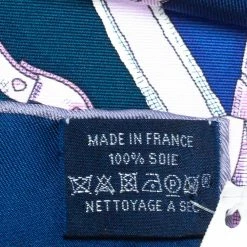 MADE IN FRANCE
100% SOIE
NETTOYAGE A SEC